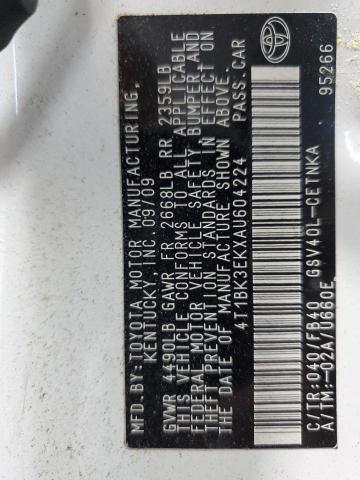 MFD.BY:TOYOTA MOTOR MANUFACTURING,
KENTUCKY,INC 09/09
GVWR 4490LB GAWR FR 2668LB RR 2359LB
THIS VEHICLE CONFORMS TO ALL APPLICABLE
FEDERAL MOTOR VEHICLE SAFETY,BUMPER AND
THEFT PREVENTION STANDARDS IN EFFECT ON
THE DATE OF MANUFACTURE SHOWN ABOVE.
4T1BK3EKXAU604224 PASS.CAR
C/TR:040/FB40 GSV40L-CETNKA
A/TM:-02A/U660E 95266
TOYOTA